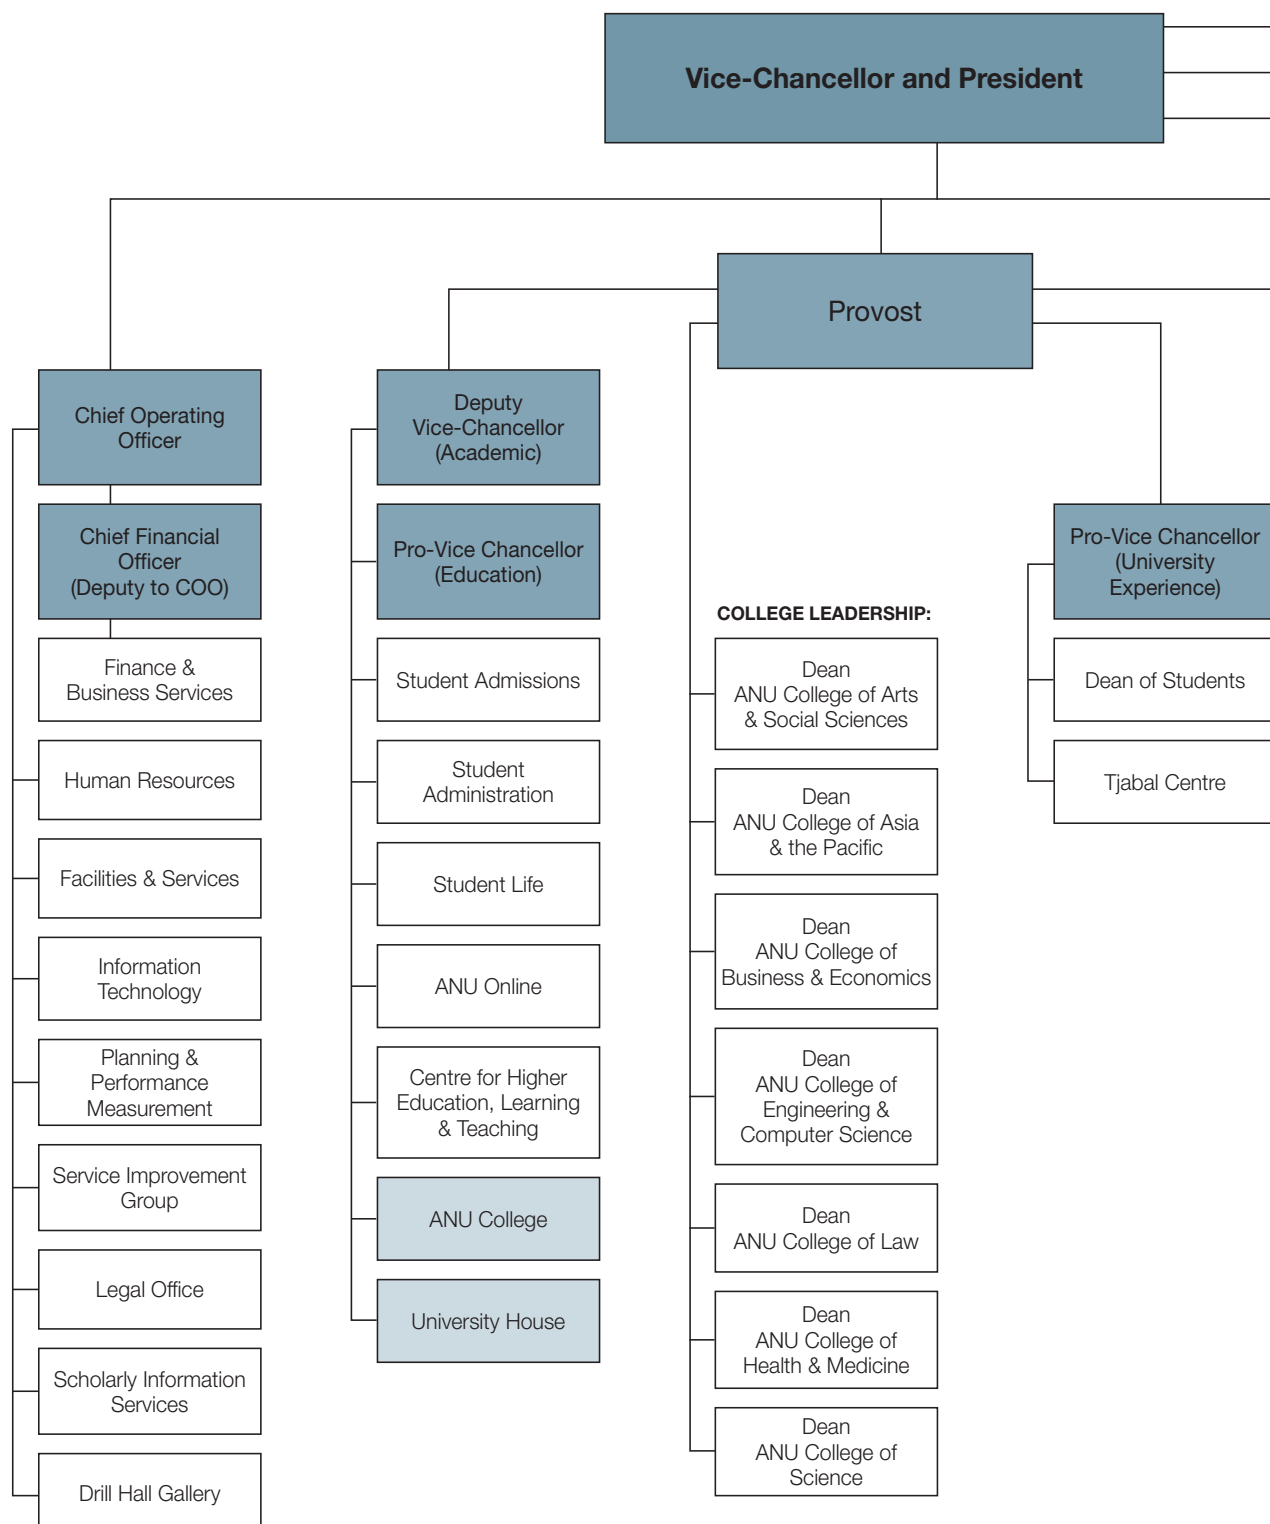 Vice-Chancellor and President
Provost
Chief Operating
Officer
Chief Financial
Officer
(Deputy to COO)
Finance &
Business Services
Human Resources
Facilities & Services
Information
Technology
Planning &
Performance
Measurement
Service Improvement
Group
Legal Office
Scholarly Information
Services
Drill Hall Gallery
Deputy
Vice-Chancellor
(Academic)
Pro-Vice Chancellor
(Education)
Student Admissions
Student
Administration
Student Life
ANU Online
Centre for Higher
Education, Learning
& Teaching
ANU College
University House
COLLEGE LEADERSHIP:
Dean
ANU College of Arts
& Social Sciences
Dean
ANU College of Asia
& the Pacific
Dean
ANU College of
Business & Economics
Dean
ANU College of
Engineering &
Computer Science
Dean
ANU College of Law
Dean
ANU College of
Health & Medicine
Dean
ANU College of
Science
Pro-Vice Chancellor
(University
Experience)
Dean of Students
Tjabal Centre